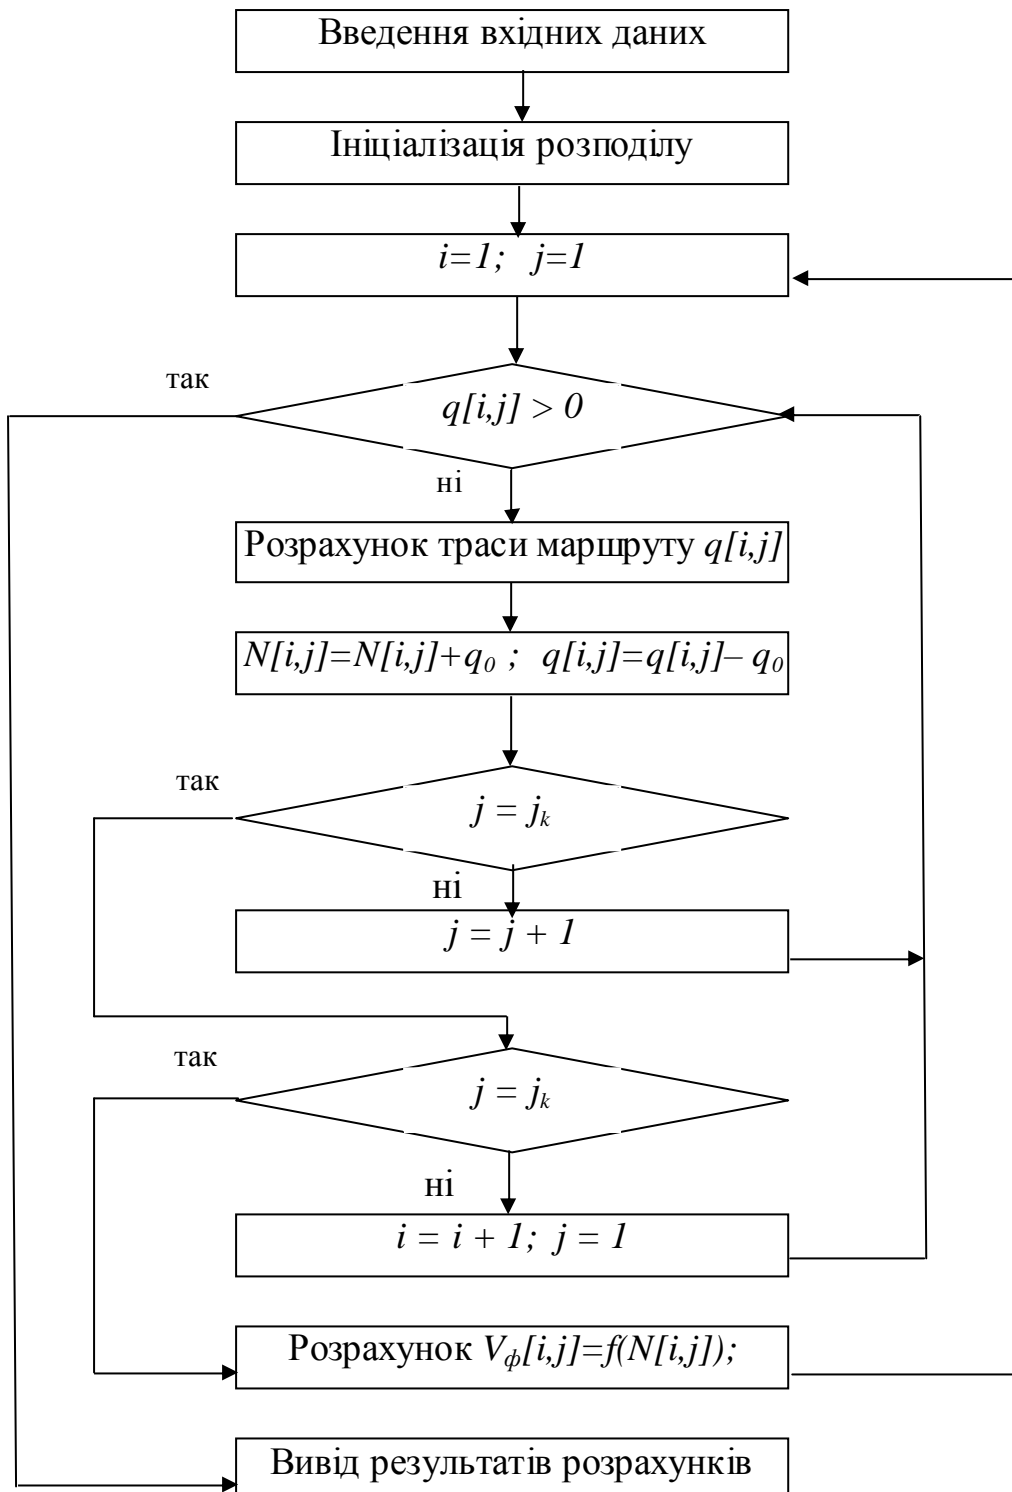 Введення вхідних даних
Ініціалізація розподілу
i=1; j=1
так
q[i,j] > 0
ні
Розрахунок траси маршруту q[i,j]
N[i,j]=N[i,j]+q₀ ; q[i,j]=q[i,j]– q₀
так
j = jₖ
ні
j = j + 1
так
j = jₖ
ні
i = i + 1; j = 1
Розрахунок V_ф[i,j]=f(N[i,j]);
Вивід результатів розрахунків